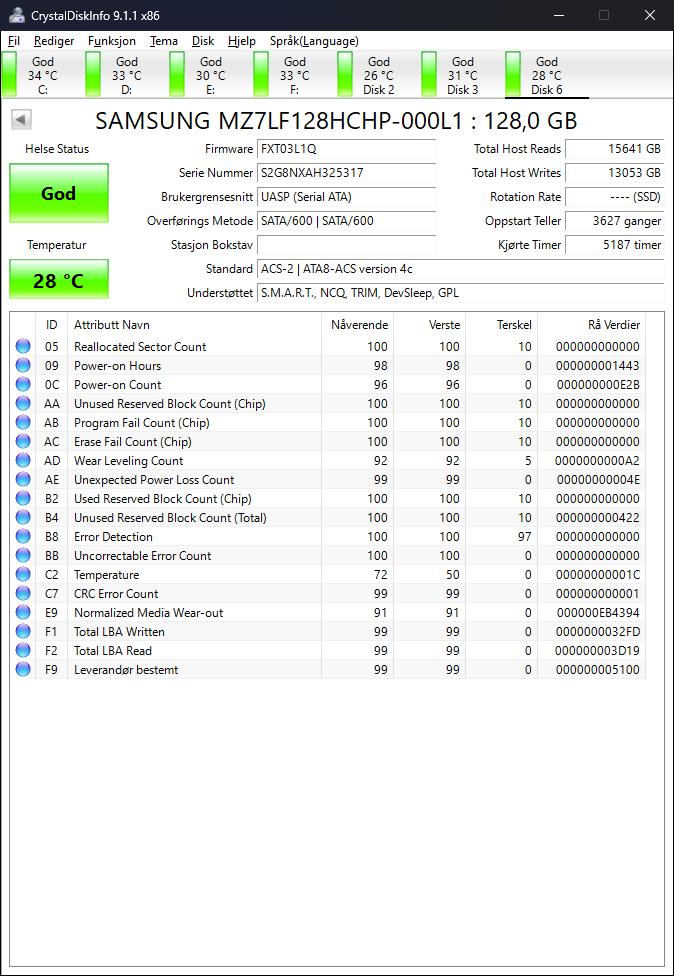 CrystalDiskInfo 9.1.1 x86
Fil Rediger Funksjon Tema Disk Hjelp Språk(Language)
God God God God God God God
34 °C 33 °C 30 °C 33 °C 26 °C 31 °C 28 °C
C: D: E: F: Disk 2 Disk 3 Disk 6
SAMSUNG MZ7LF128HCHP-000L1 : 128,0 GB
Helse Status Firmware FXT03L1Q Total Host Reads 15641 GB
God Serie Nummer S2G8NXAH325317 Total Host Writes 13053 GB
Brukergrensesnitt UASP (Serial ATA) Rotation Rate ---- (SSD)
Overførings Metode SATA/600 | SATA/600 Oppstart Teller 3627 ganger
Temperatur Stasjon Bokstav Kjørte Timer 5187 timer
28 °C Standard ACS-2 | ATA8-ACS version 4c
Understøttet S.M.A.R.T., NCQ, TRIM, DevSleep, GPL
ID Attributt Navn Nåverende Verste Terskel Rå Verdier
05 Reallocated Sector Count 100 100 10 000000000000
09 Power-on Hours 98 98 0 000000001443
0C Power-on Count 96 96 0 000000000E2B
AA Unused Reserved Block Count (Chip) 100 100 10 000000000000
AB Program Fail Count (Chip) 100 100 10 000000000000
AC Erase Fail Count (Chip) 100 100 10 000000000000
AD Wear Leveling Count 92 92 5 0000000000A2
AE Unexpected Power Loss Count 99 99 0 00000000004E
B2 Used Reserved Block Count (Chip) 100 100 10 000000000000
B4 Unused Reserved Block Count (Total) 100 100 10 000000000422
B8 Error Detection 100 100 97 000000000000
BB Uncorrectable Error Count 100 100 0 000000000000
C2 Temperature 72 50 0 00000000001C
C7 CRC Error Count 99 99 0 000000000001
E9 Normalized Media Wear-out 91 91 0 000000EB4394
F1 Total LBA Written 99 99 0 0000000032FD
F2 Total LBA Read 99 99 0 000000003D19
F9 Leverandør bestemt 99 99 0 000000005100